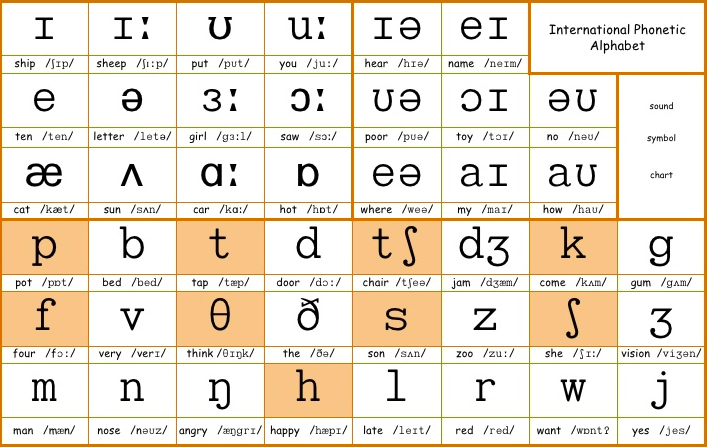 ɪ ɪː ʊ uː ɪə eɪ International Phonetic
Alphabet
ship /ʃɪp/ sheep /ʃɪːp/ put /pʊt/ you /juː/ hear /hɪə/ name /neɪm/
e ə ɜː ɔː ʊə ɔɪ əʊ sound
ten /ten/ letter /letə/ girl /gɜːl/ saw /sɔː/ poor /pʊə/ toy /tɔɪ/ no /nəʊ/ symbol
æ ʌ ɑː ɒ eə aɪ aʊ chart
cat /kæt/ sun /sʌn/ car /kɑː/ hot /hɒt/ where /weə/ my /maɪ/ how /haʊ/
p b t d tʃ dʒ k g
pot /pɒt/ bed /bed/ tap /tæp/ door /dɔː/ chair /tʃeə/ jam /dʒæm/ come /kʌm/ gum /gʌm/
f v θ ð s z ʃ ʒ
four /fɔː/ very /verɪ/ think /θɪŋk/ the /ðə/ son /sʌn/ zoo /zuː/ she /ʃɪː/ vision /viʒən/
m n ŋ h l r w j
man /mæn/ nose /nəʊz/ angry /æŋgrɪ/ happy /hæpɪ/ late /leɪt/ red /red/ want /wɒnt? yes /jes/